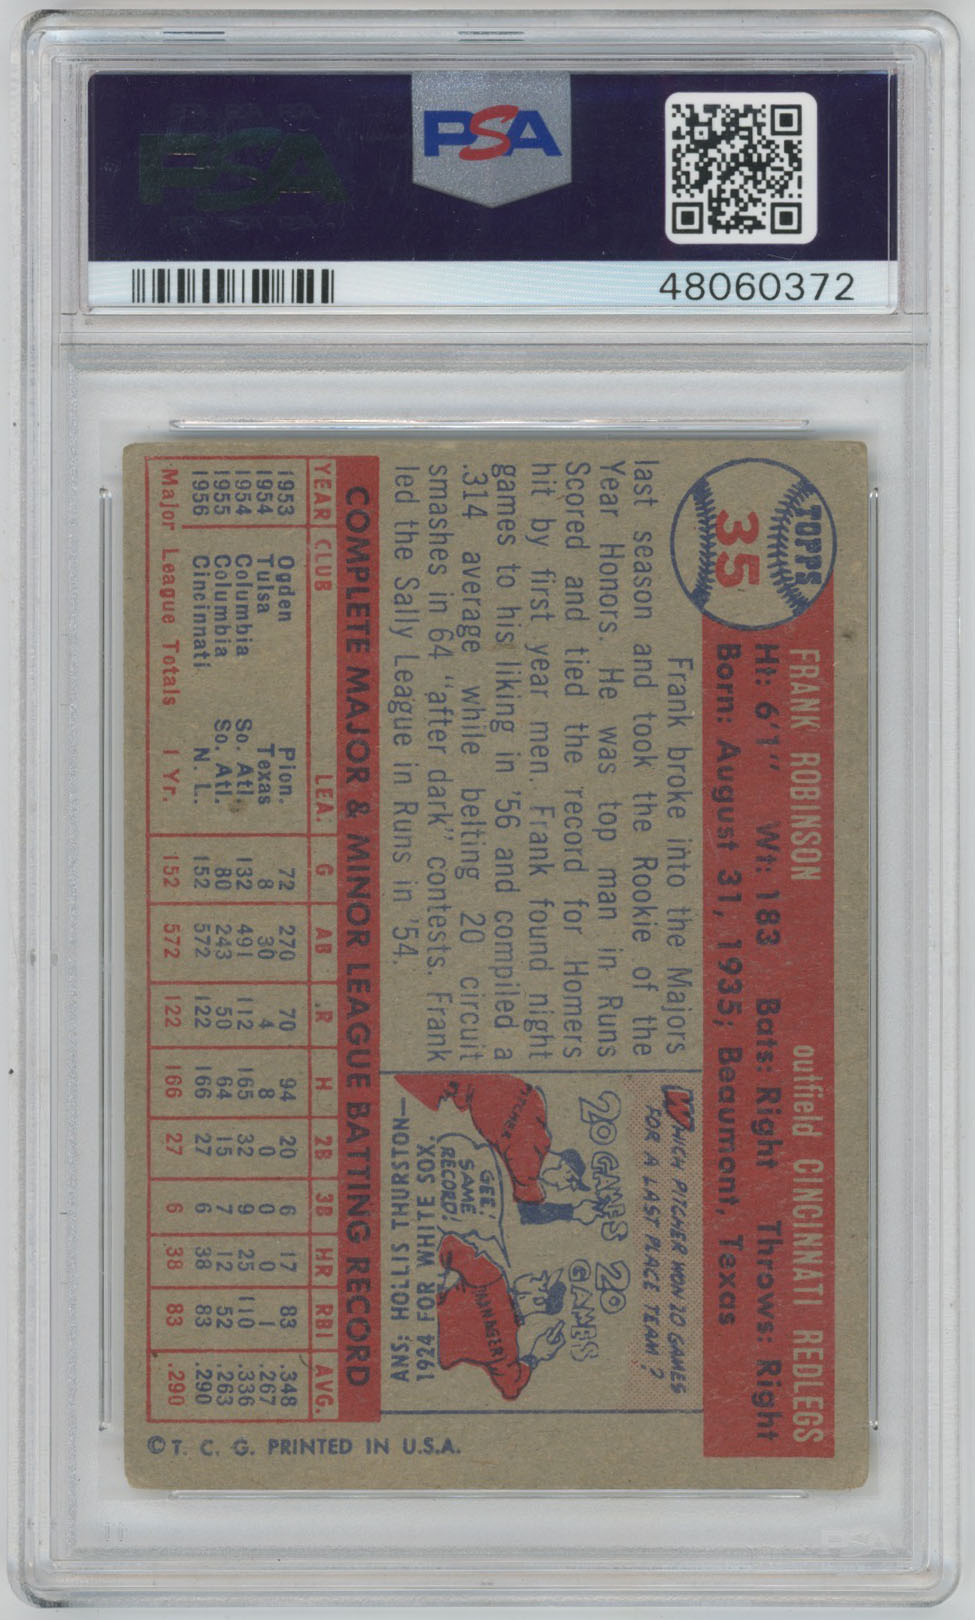 PSA
PSA
48060372
TOPPS
35
FRANK ROBINSON outfield CINCINNATI REDLEGS
Ht: 6'1" Wt: 183 Bats: Right Throws: Right
Born: August 31, 1935; Beaumont, Texas
Frank broke into the Majors
last season and took the Rookie of the
Year Honors. He was top man in Runs
Scored and tied the record for Homers
hit by first year men. Frank found night
games to his liking in '56 and compiled a
.314 average while belting 20 circuit
smashes in 64 "after dark" contests. Frank
led the Sally League in Runs in '54.
WHICH PITCHER WON 20 GAMES
FOR A LAST PLACE TEAM?
20 GAMES
20 GAMES
PITCHER
MANAGER
GEE!
SAME
RECORD!
ANS: HOLLIS THURSTON—
1924 FOR WHITE SOX.
COMPLETE MAJOR & MINOR LEAGUE BATTING RECORD
YEAR CLUB LEA. G AB R H 2B 3B HR RBI AVG.
1953 Ogden Pion. 72 270 70 94 20 6 17 83 .348
1954 Tulsa Texas 8 30 4 8 0 0 0 1 .267
1954 Columbia So. Atl 132 491 112 165 32 9 25 110 .336
1955 Columbia So. Atl. 80 243 50 64 15 7 12 52 .263
1956 Cincinnati N. L. 152 572 122 166 27 6 38 83 .290
Major League Totals 1 Yr. 152 572 122 166 27 6 38 83 .290
© T. C. G. PRINTED IN U.S.A.
PSA